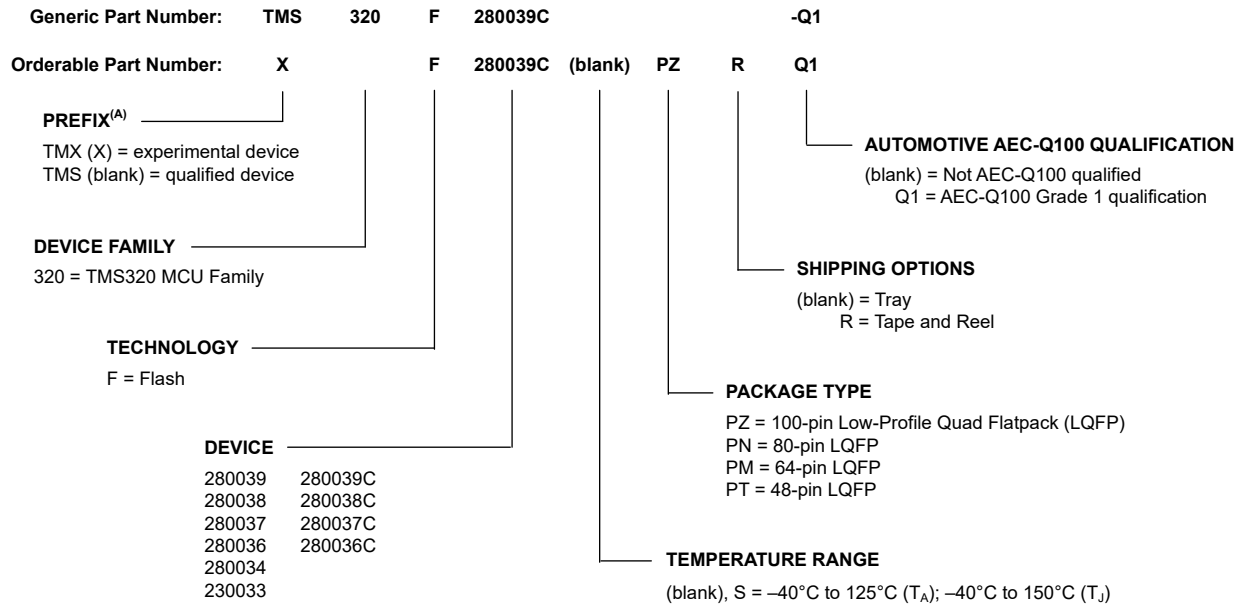 Generic Part Number: TMS 320 F 280039C -Q1
Orderable Part Number: X F 280039C (blank) PZ R Q1
PREFIX(A)
TMX (X) = experimental device
TMS (blank) = qualified device
AUTOMOTIVE AEC-Q100 QUALIFICATION
(blank) = Not AEC-Q100 qualified
Q1 = AEC-Q100 Grade 1 qualification
DEVICE FAMILY
320 = TMS320 MCU Family
SHIPPING OPTIONS
(blank) = Tray
R = Tape and Reel
TECHNOLOGY
F = Flash
PACKAGE TYPE
PZ = 100-pin Low-Profile Quad Flatpack (LQFP)
PN = 80-pin LQFP
PM = 64-pin LQFP
PT = 48-pin LQFP
DEVICE
280039 280039C
280038 280038C
280037 280037C
280036 280036C
280034
230033
TEMPERATURE RANGE
(blank), S = –40°C to 125°C (TA); –40°C to 150°C (TJ)